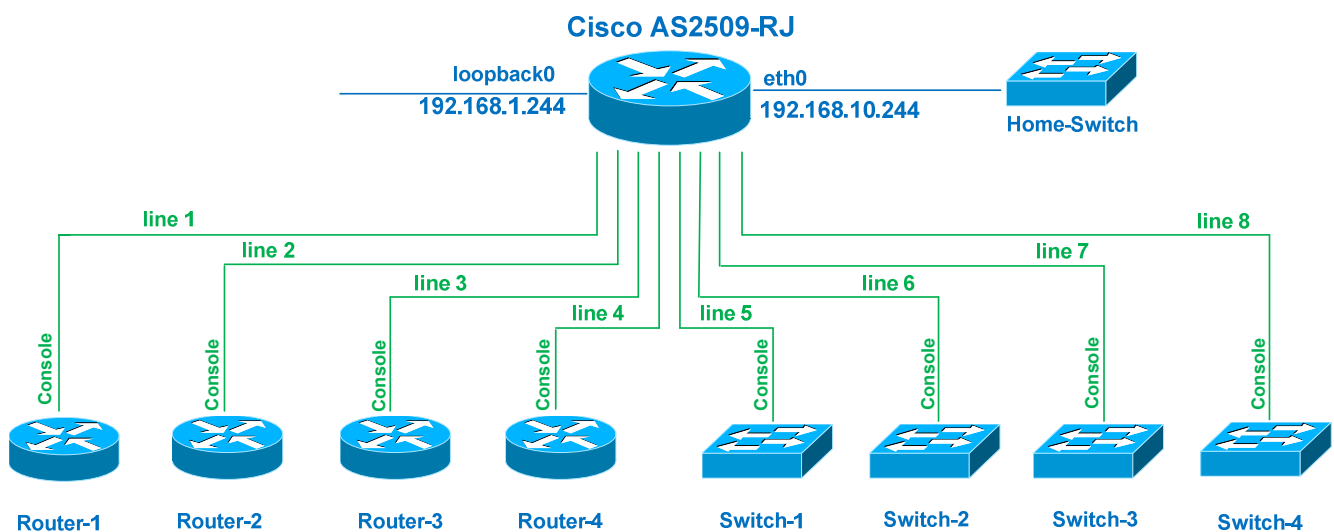 Cisco AS2509-RJ
loopback0
192.168.1.244
eth0
192.168.10.244
Home-Switch
line 1
line 2
line 3
line 4
line 5
line 6
line 7
line 8
Console
Console
Console
Console
Console
Console
Console
Console
Router-1
Router-2
Router-3
Router-4
Switch-1
Switch-2
Switch-3
Switch-4